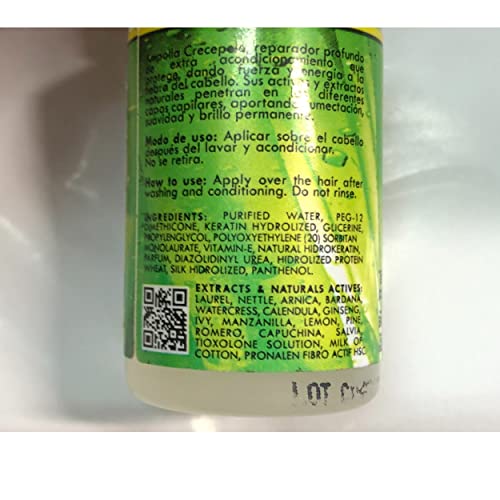 Crecepelo, reparador profundo
de extra acondicionamiento que
protege, dando fuerza y energía a la
hebra del cabello. Sus activos y extractos
naturales penetran en las diferentes
capas capilares, aportando humectación,
suavidad y brillo permanente.
Modo de uso: Aplicar sobre el cabello
después del lavar y acondicionar.
No se retira.
How to use: Apply over the hair after
washing and conditioning. Do not rinse.
INGREDIENTS: PURIFIED WATER, PEG-12
DIMETHICONE, KERATIN HYDROLIZED, GLICERINE,
PROPYLENGLYCOL, POLYOXYETHYLENE (20) SORBITAN
MONOLAURATE, VITAMIN-E, NATURAL HIDROKERATIN,
PARFUM, DIAZOLIDINYL UREA, HIDROLIZED PROTEIN
WHEAT, SILK HIDROLIZED, PANTHENOL.
EXTRACTS & NATURALS ACTIVES:
LAUREL, NETTLE, ARNICA, BARDANA,
WATERCRESS, CALENDULA, GINSENG,
IVY, MANZANILLA, LEMON, PINE,
ROMERO, CAPUCHINA, SALVIA,
TIOXOLONE SOLUTION, MILK OF
COTTON, PRONALEN FIBRO ACTIF HSC
LOT